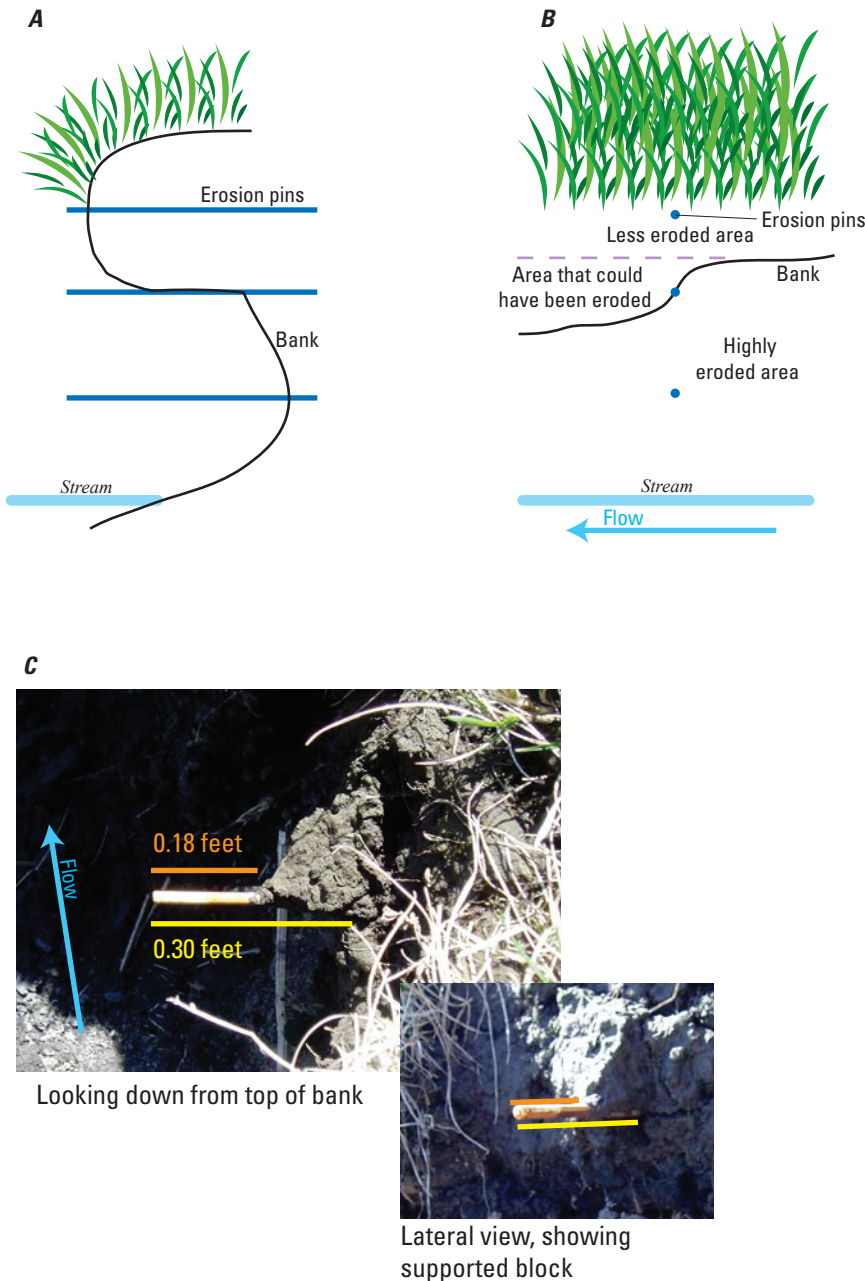 A
Erosion pins
Bank
Stream
B
Erosion pins
Less eroded area
Area that could
have been eroded
Bank
Highly
eroded area
Stream
Flow
C
0.18 feet
Flow
0.30 feet
Looking down from top of bank
Lateral view, showing
supported block